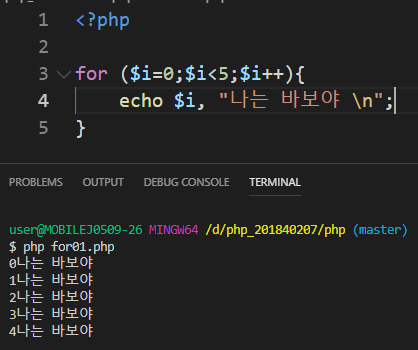 1 <?php
2
3 for ($i=0;$i<5;$i++){
4 echo $i, "나는 바보야 \n";
5 }
PROBLEMS OUTPUT DEBUG CONSOLE TERMINAL
user@MOBILEJ0509-26 MINGW64 /d/php_201840207/php (master)
$ php for01.php
0나는 바보야
1나는 바보야
2나는 바보야
3나는 바보야
4나는 바보야